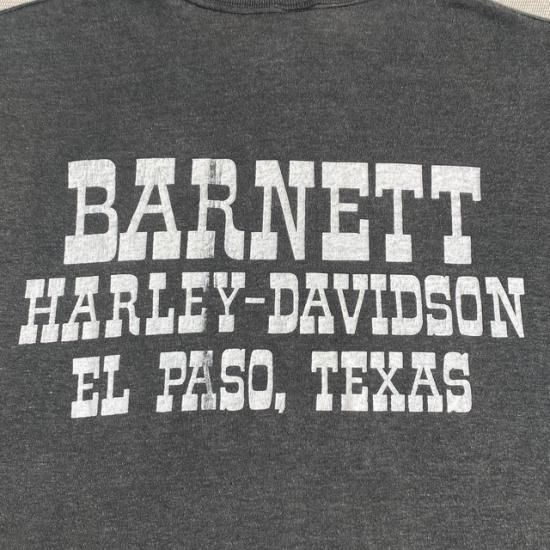 BARNETT
HARLEY-DAVIDSON
EL PASO, TEXAS